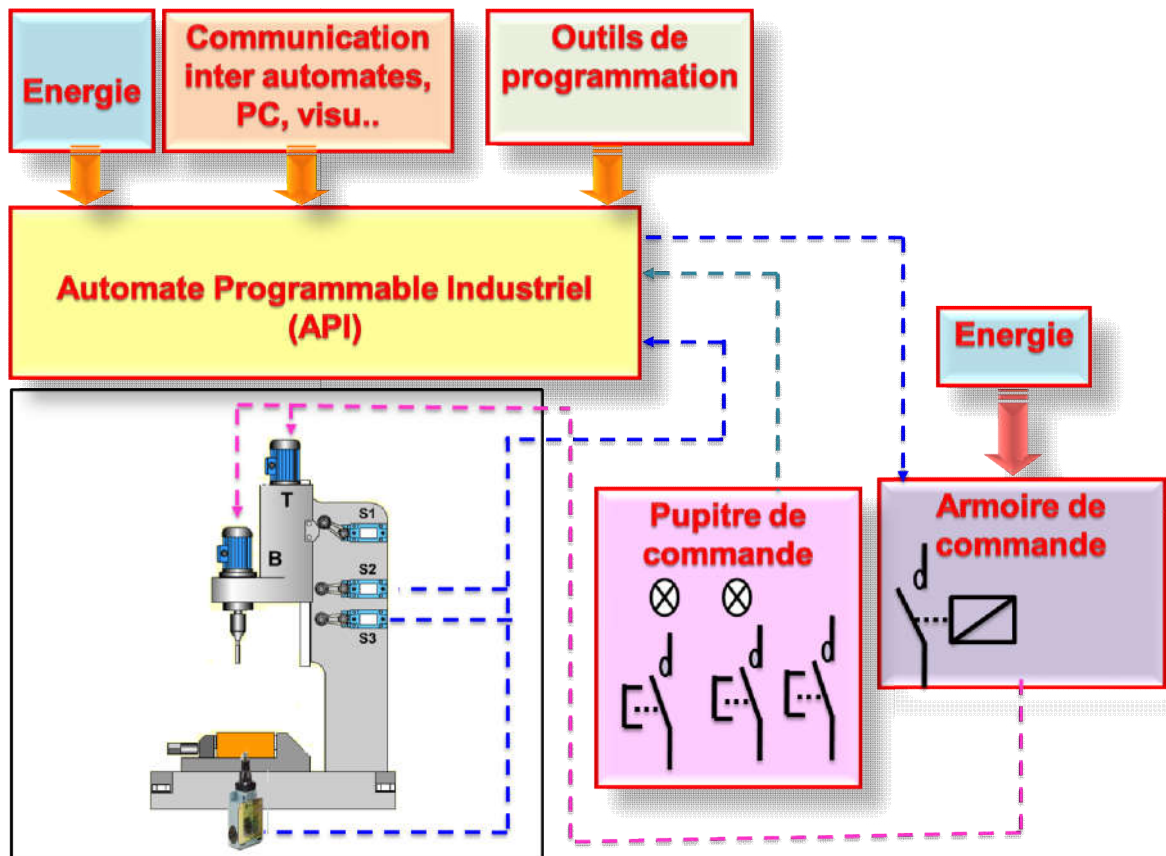 Energie
Communication
inter automates,
PC, visu..
Outils de
programmation
Automate Programmable Industriel
(API)
Energie
T
B
S1
S2
S3
Pupitre de
commande
Armoire de
commande